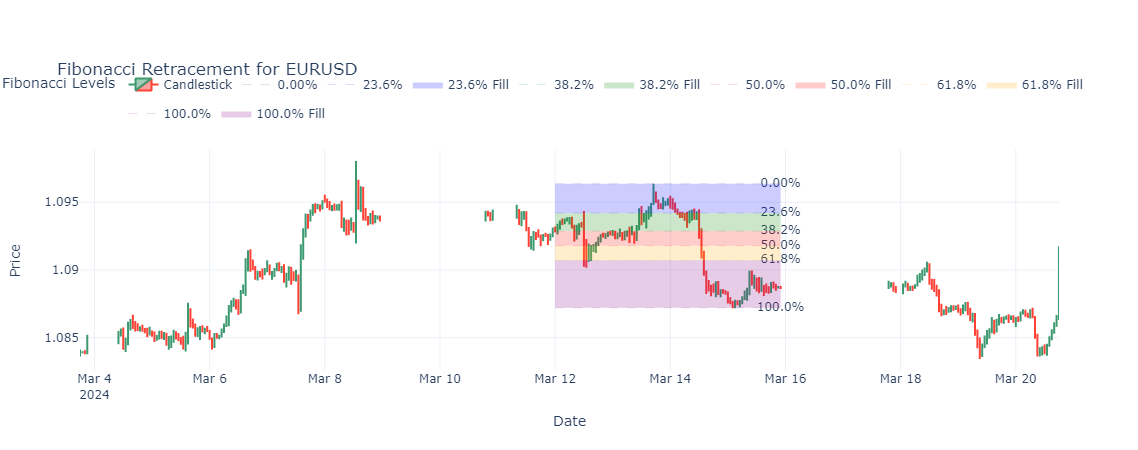 Fibonacci Retracement for EURUSD
Fibonacci Levels Candlestick 0.00% 23.6% 23.6% Fill 38.2% 38.2% Fill 50.0% 50.0% Fill 61.8% 61.8% Fill
100.0% 100.0% Fill
0.00%
1.095
23.6%
38.2%
50.0%
61.8%
Price
1.09
100.0%
1.085
Mar 4 Mar 6 Mar 8 Mar 10 Mar 12 Mar 14 Mar 16 Mar 18 Mar 20
2024
Date